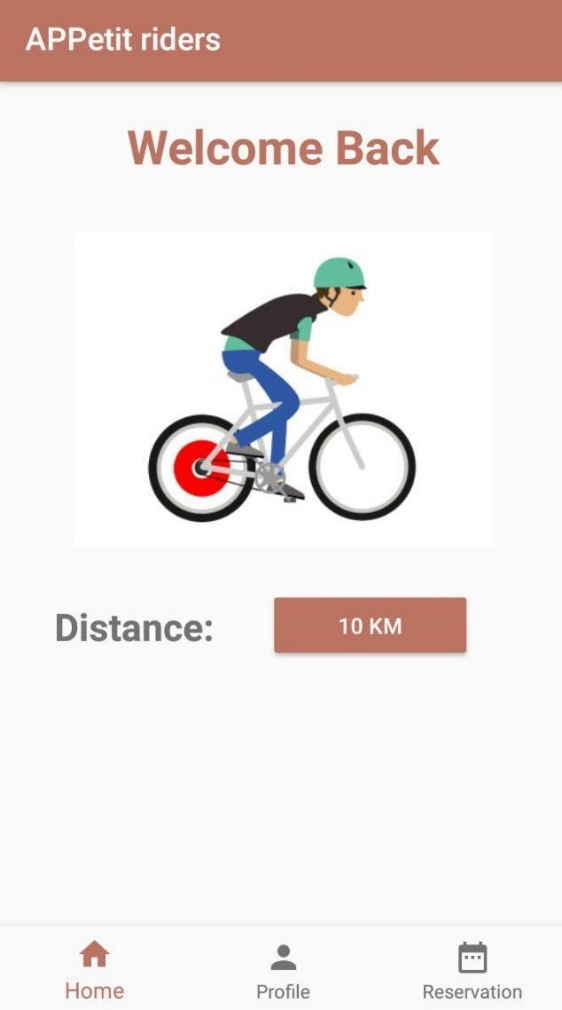 APPetit riders
Welcome Back
Distance: 10 KM
Home Profile Reservation